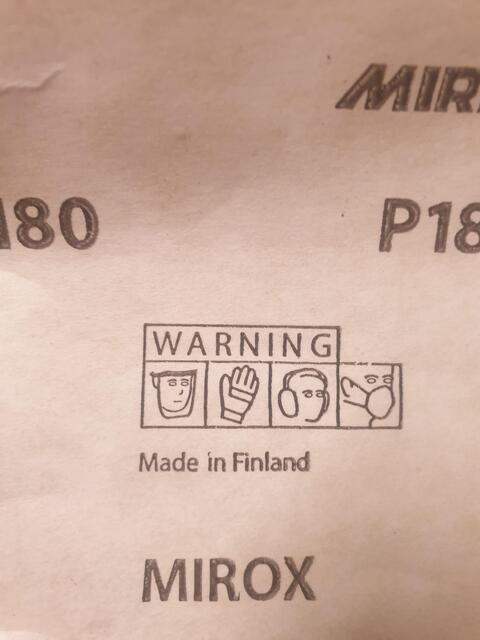 MIR
180 P18
WARNING
Made in Finland
MIROX